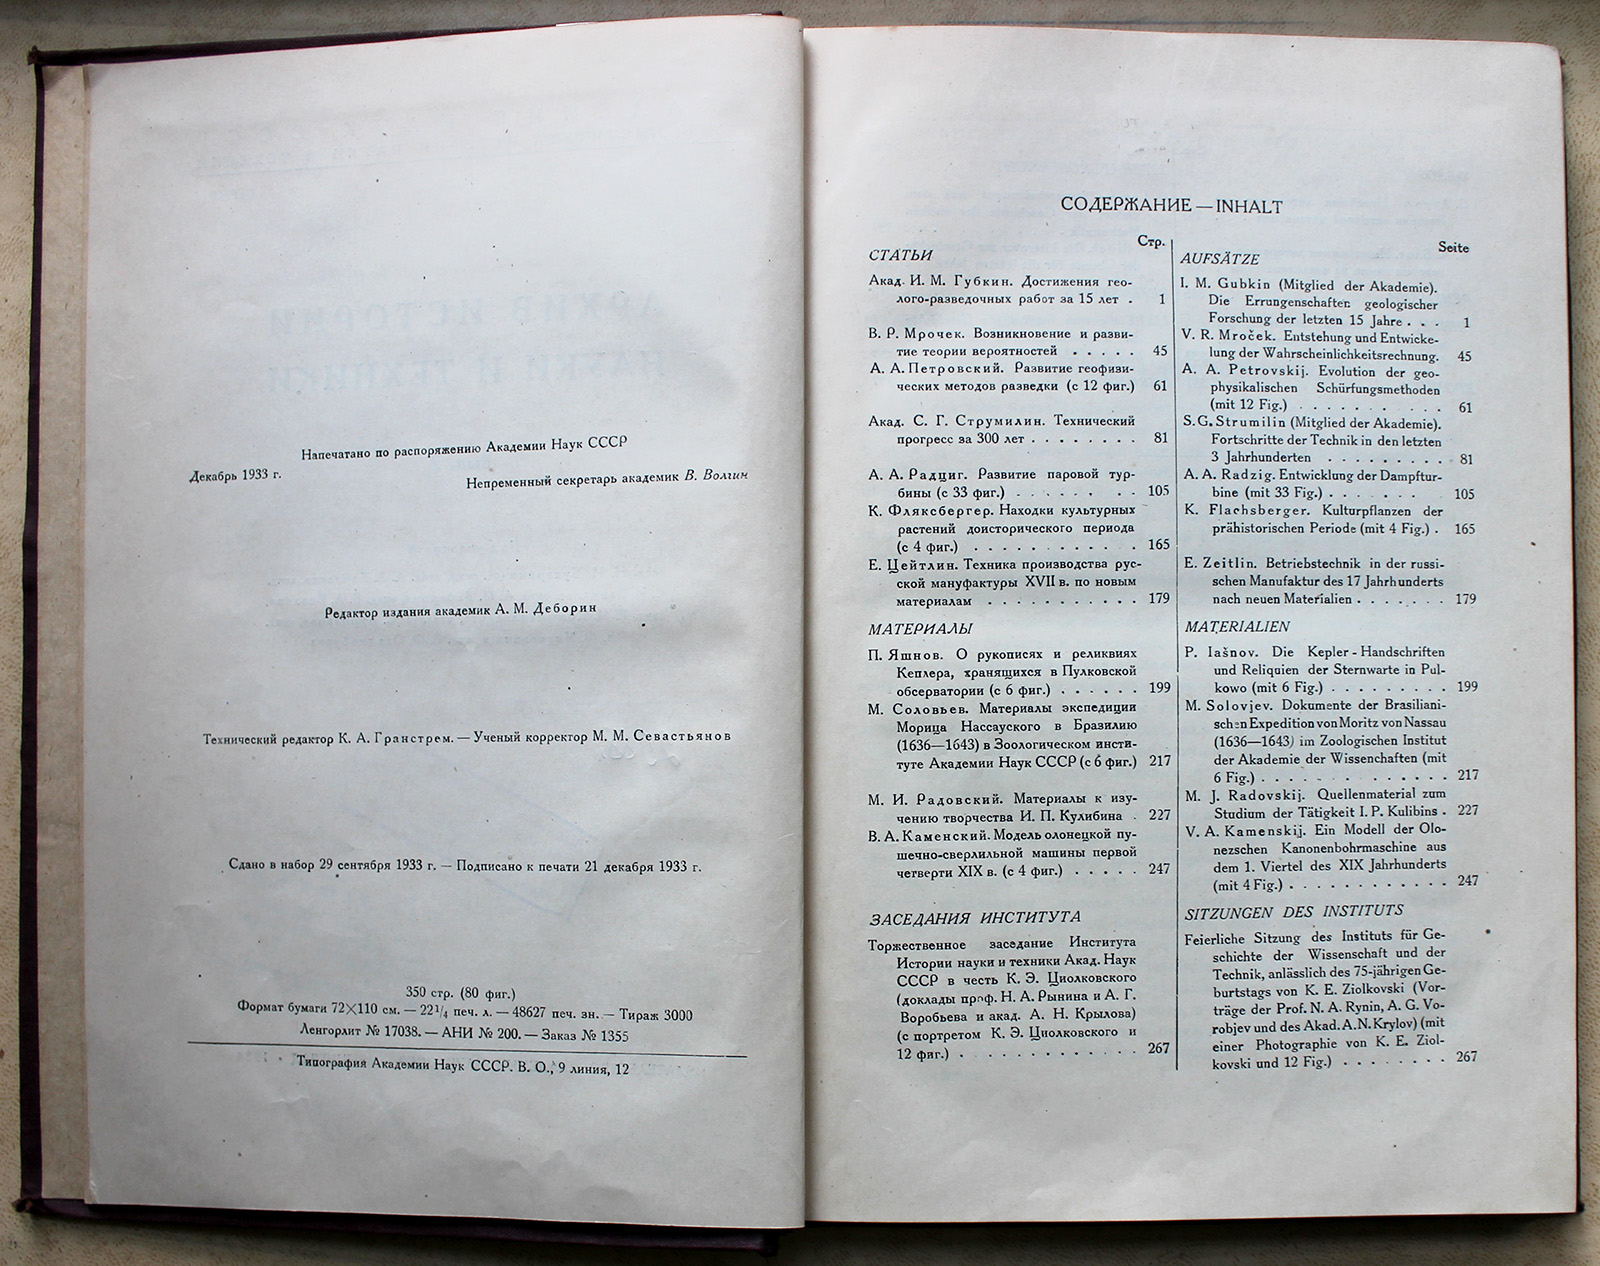 Напечатано по распоряжению Академии Наук СССР
Декабрь 1933 г.
Непременный секретарь академик В. Волгин
Редактор издания академик А. М. Деборин
Технический редактор К. А. Гранстрем. — Ученый корректор М. М. Севастьянов
Сдано в набор 29 сентября 1933 г. — Подписано к печати 21 декабря 1933 г.
350 стр. (80 фиг.)
Формат бумаги 72×110 см. — 22¹/₄ печ. л. — 48627 печ. зн. — Тираж 3000
Ленгорлит № 17038. — АНИ № 200. — Заказ № 1355
Типография Академии Наук СССР. В. О., 9 линия, 12
СОДЕРЖАНИЕ — INHALT
Стр.
СТАТЬИ
Акад. И. М. Губкин. Достижения гео-
лого-разведочных работ за 15 лет . 1
В. Р. Мрочек. Возникновение и разви-
тие теории вероятностей . . . . . 45
А. А. Петровский. Развитие геофизи-
ческих методов разведки (с 12 фиг.) 61
Акад. С. Г. Струмилин. Технический
прогресс за 300 лет . . . . . . . . 81
А. А. Радциг. Развитие паровой тур-
бины (с 33 фиг.) . . . . . . . 105
К. Фляксбергер. Находки культурных
растений доисторического периода
(с 4 фиг.) . . . . . . . . . . . 165
Е. Цейтлин. Техника производства рус-
ской мануфактуры XVII в. по новым
материалам . . . . . . . . . . . 179
МАТЕРИАЛЫ
П. Яшнов. О рукописях и реликвиях
Кеплера, хранящихся в Пулковской
обсерватории (с 6 фиг.) . . . . . . 199
М. Соловьев. Материалы экспедиции
Морица Нассауского в Бразилию
(1636—1643) в Зоологическом инсти-
туте Академии Наук СССР (с 6 фиг.) 217
М. И. Радовский. Материалы к изу-
чению творчества И. П. Кулибина . 227
В. А. Каменский. Модель олонецкой пу-
шечно-сверлильной машины первой
четверти XIX в. (с 4 фиг.) . . . . . 247
ЗАСЕДАНИЯ ИНСТИТУТА
Торжественное заседание Института
Истории науки и техники Акад. Наук
СССР в честь К. Э. Циолковского
(доклады проф. Н. А. Рынина и А. Г.
Воробьева и акад. А. Н. Крылова)
(с портретом К. Э. Циолковского и
12 фиг.) . . . . . . . . . . . . 267
Seite
AUFSÄTZE
I. M. Gubkin (Mitglied der Akademie).
Die Errungenschaften geologischer
Forschung der letzten 15 Jahre . . . 1
V. R. Mroček. Entstehung und Entwicke-
lung der Wahrscheinlichkeitsrechnung. 45
A. A. Petrovskij. Evolution der geo-
physikalischen Schürfungsmethoden
(mit 12 Fig.) . . . . . . . . . . 61
S. G. Strumilin (Mitglied der Akademie).
Fortschritte der Technik in den letzten
3 Jahrhunderten . . . . . . . . . 81
A. A. Radzig. Entwicklung der Dampftur-
bine (mit 33 Fig.) . . . . . . . 105
K. Flachsberger. Kulturpflanzen der
prähistorischen Periode (mit 4 Fig.) . 165
E. Zeitlin. Betriebstechnik in der russi-
schen Manufaktur des 17 Jahrhunderts
nach neuen Materialien . . . . . . . 179
MATERIALIEN
P. Iašnov. Die Kepler-Handschriften
und Reliquien der Sternwarte in Pul-
kowo (mit 6 Fig.) . . . . . . . . . 199
M. Solovjev. Dokumente der Brasiliani-
schen Expedition von Moritz von Nassau
(1636—1643) im Zoologischen Institut
der Akademie der Wissenchaften (mit
6 Fig.) . . . . . . . . . . . . . 217
M. J. Radovskij. Quellenmaterial zum
Studium der Tätigkeit I. P. Kulibins . 227
V. A. Kamenskij. Ein Modell der Olo-
nezschen Kanonenbohrmaschine aus
dem 1. Viertel des XIX Jahrhunderts
(mit 4 Fig.) . . . . . . . . . . . . 247
SITZUNGEN DES INSTITUTS
Feierliche Sitzung des Instituts für Ge-
schichte der Wissenschaft und der
Technik, anlässlich des 75-jährigen Ge-
burtstags von K. E. Ziolkovski (Vor-
träge der Prof. N. A. Rynin, A. G. Vo-
robjev und des Akad. A. N. Krylov) (mit
einer Photographie von K. E. Ziol-
kovski und 12 Fig.) . . . . . . . . 267